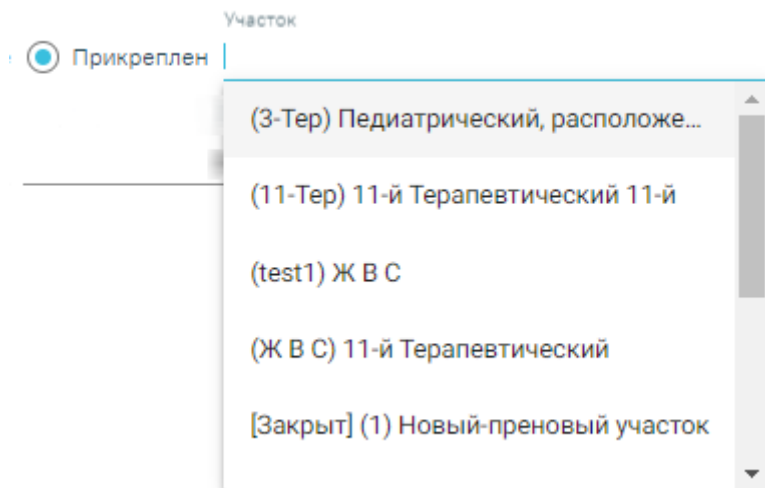 Участок
Прикреплен
(3-Тер) Педиатрический, расположе...
(11-Тер) 11-й Терапевтический 11-й
(test1) Ж В С
(Ж В С) 11-й Терапевтический
[Закрыт] (1) Новый-преновый участок